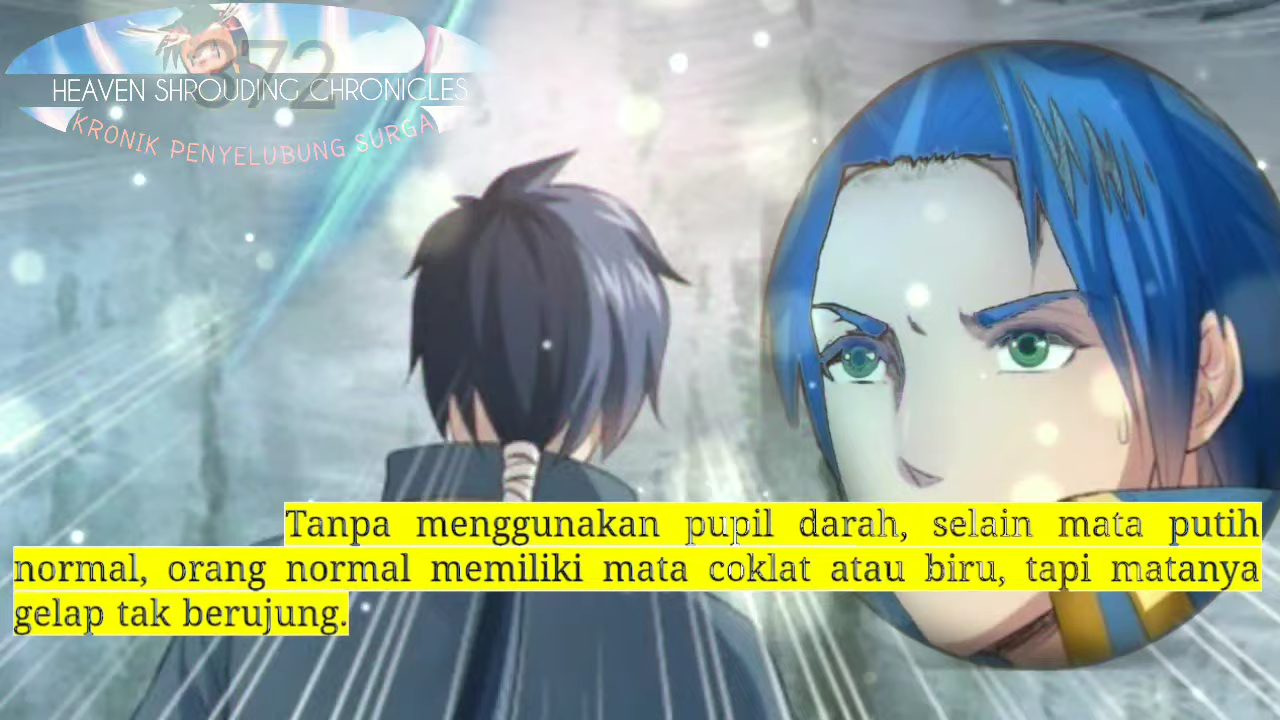 872
HEAVEN SHROUDING CHRONICLES
KRONIK PENYELUBUNG SURGA
Tanpa menggunakan pupil darah, selain mata putih
normal, orang normal memiliki mata coklat atau biru, tapi matanya
gelap tak berujung.